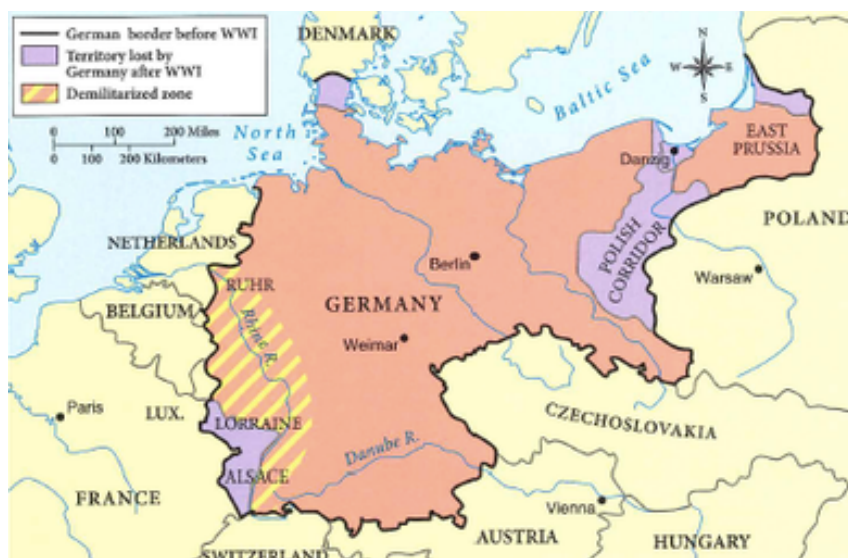 German border before WWI
Territory lost by
Germany after WWI
Demilitarized zone
0 100 200 Miles
0 100 200 Kilometers
DENMARK
North
Sea
Baltic Sea
N
W E
S
EAST
PRUSSIA
Danzig
POLAND
POLISH
CORRIDOR
Warsaw
NETHERLANDS
Berlin
RUHR
GERMANY
BELGIUM
Rhine R.
Weimar
Paris
LUX.
LORRAINE
CZECHOSLOVAKIA
Danube R.
ALSACE
FRANCE
Vienna
AUSTRIA
HUNGARY
SWITZERLAND